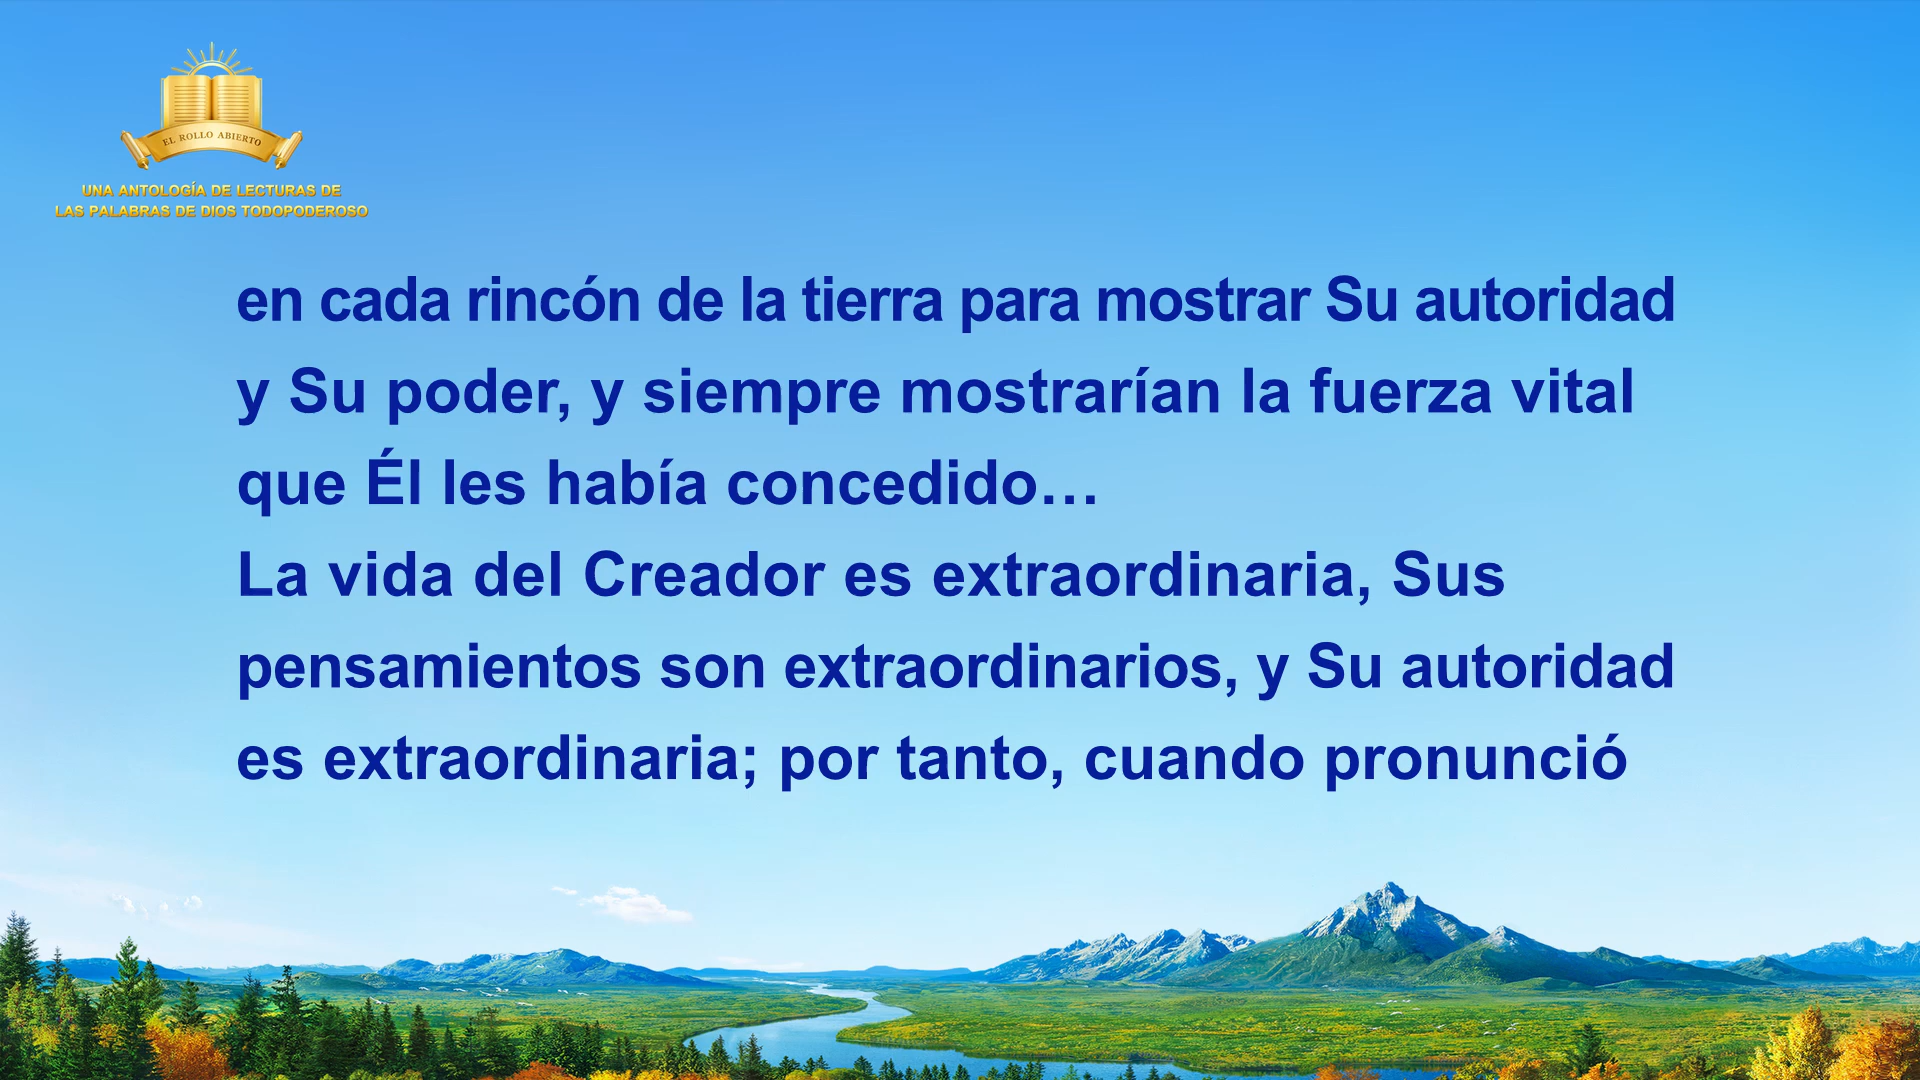 EL ROLLO ABIERTO
UNA ANTOLOGÍA DE LECTURAS DE
LAS PALABRAS DE DIOS TODOPODEROSO
en cada rincón de la tierra para mostrar Su autoridad
y Su poder, y siempre mostrarían la fuerza vital
que Él les había concedido…
La vida del Creador es extraordinaria, Sus
pensamientos son extraordinarios, y Su autoridad
es extraordinaria; por tanto, cuando pronunció